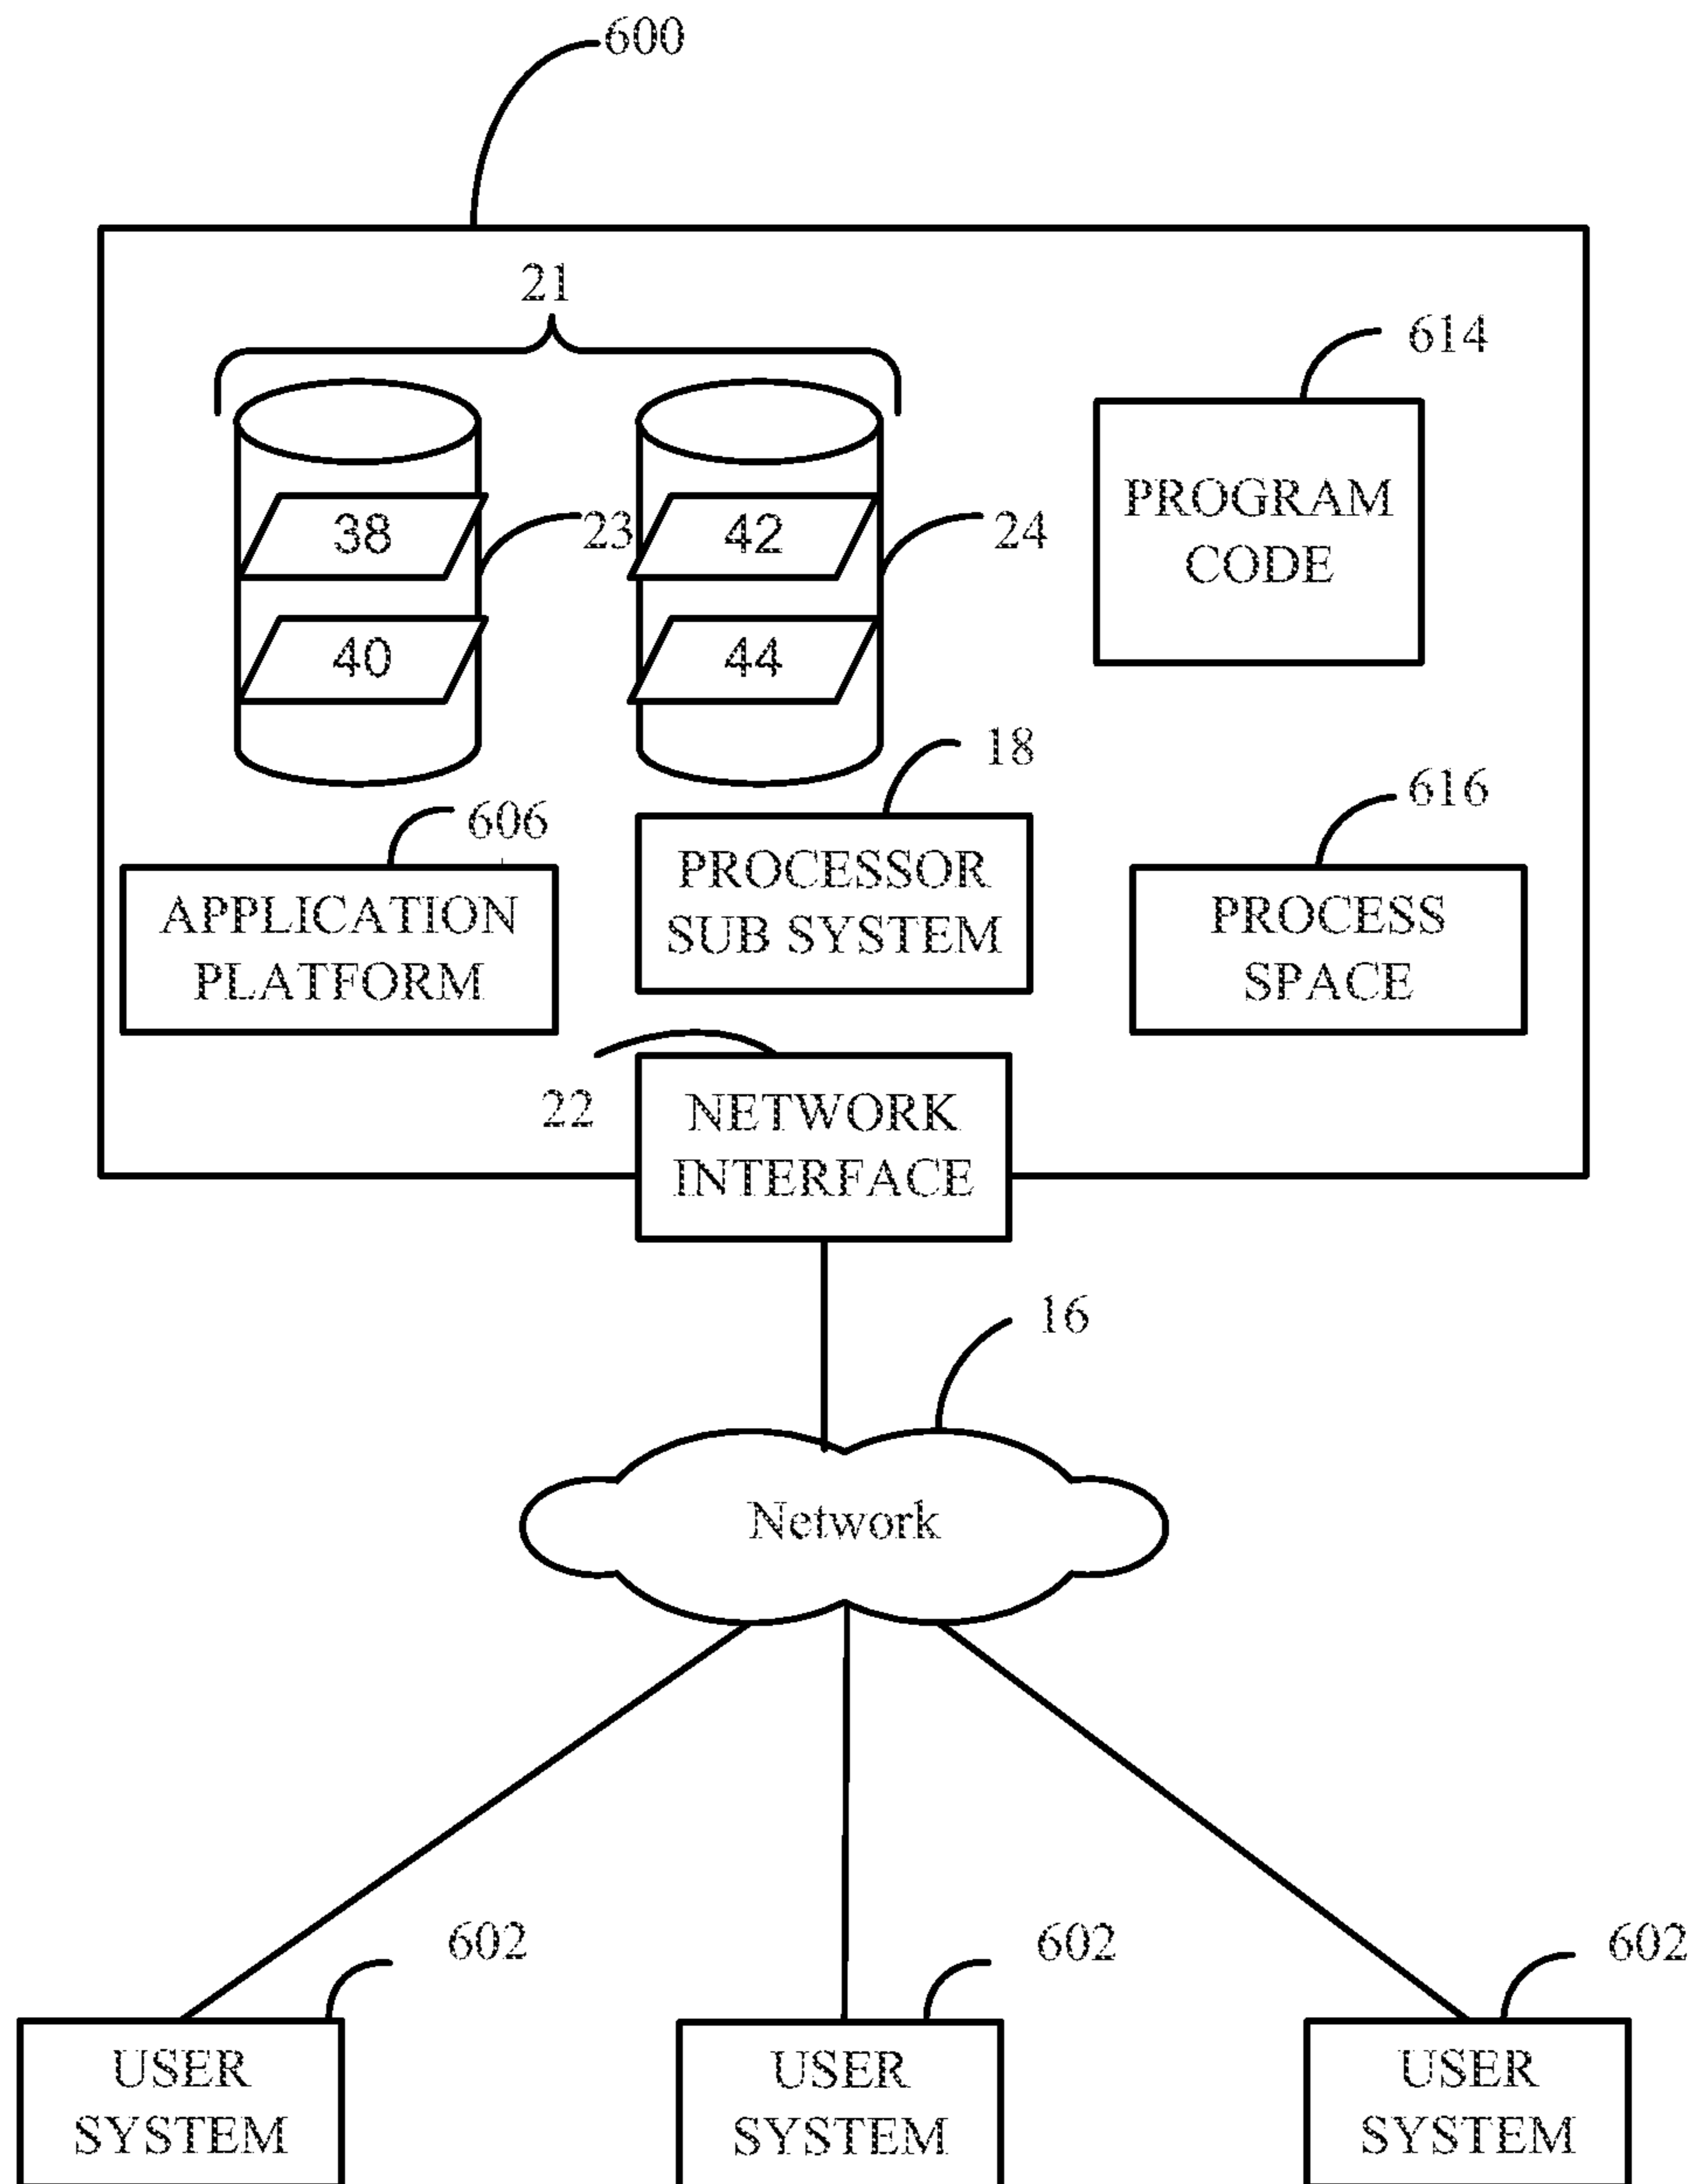 600
21
614
38
23
42
24
PROGRAM
CODE
40
44
18
606
616
APPLICATION
PLATFORM
PROCESSOR
SUB SYSTEM
PROCESS
SPACE
22
NETWORK
INTERFACE
16
Network
602
602
602
USER
SYSTEM
USER
SYSTEM
USER
SYSTEM